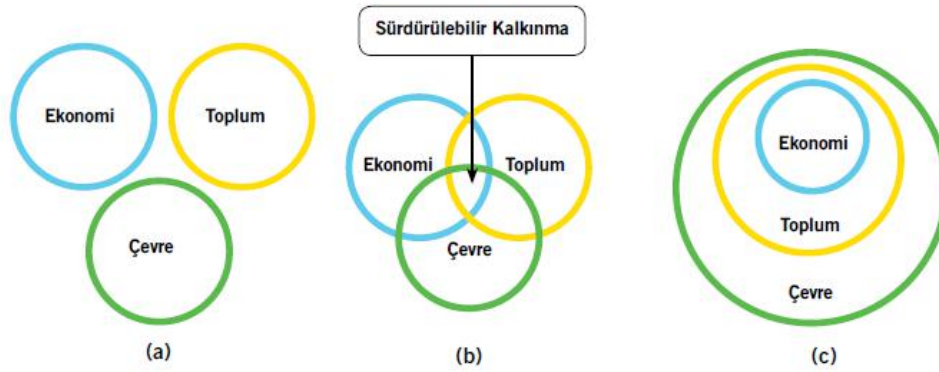 Ekonomi
Toplum
Çevre
(a)
Sürdürülebilir Kalkınma
Ekonomi
Toplum
Çevre
(b)
Ekonomi
Toplum
Çevre
(c)